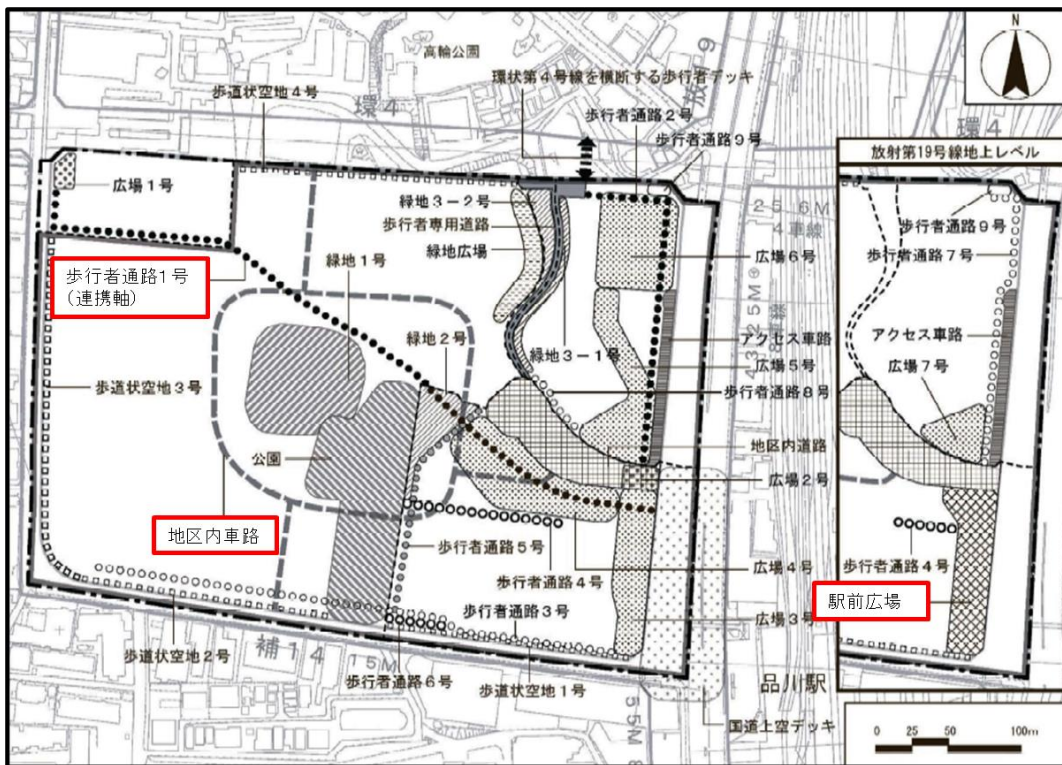 N
高輪公園
環状第4号線を横断する歩行者デッキ
歩道状空地4号
環4
放射
歩行者通路2号
歩行者通路9号
環4
放射第19号線地上レベル
広場1号
緑地3-2号
歩行者専用道路
緑地広場
25.6M
4車線
歩行者通路9号
歩行者通路7号
広場6号
歩行者通路1号
(連携軸)
緑地1号
緑地2号
緑地3-1号
アクセス車路
広場5号
歩行者通路8号
アクセス車路
広場7号
歩道状空地3号
公園
地区内道路
広場2号
地区内車路
歩行者通路5号
歩行者通路4号
広場4号
歩行者通路4号
歩行者通路3号
広場3号
駅前広場
歩道状空地2号
補14
15M
歩行者通路6号
歩道状空地1号
品川駅
国道上空デッキ
55M
0 25 50 100m